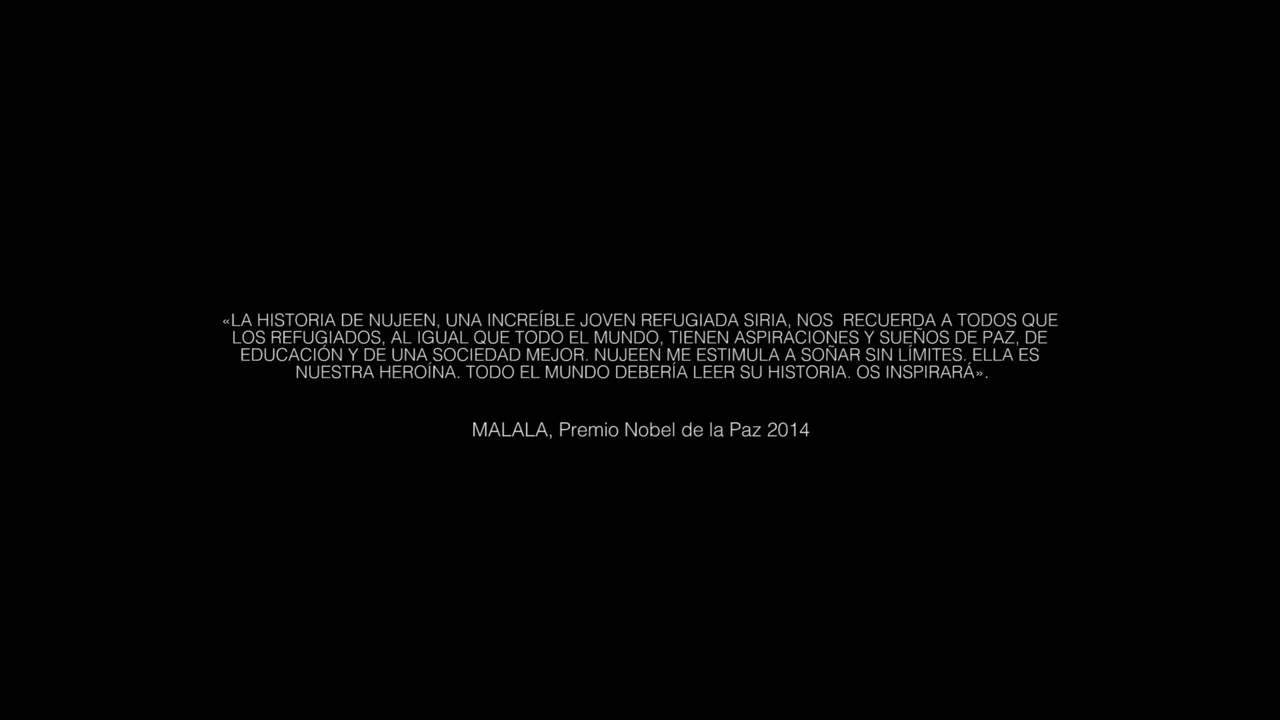 «LA HISTORIA DE NUJEEN, UNA INCREÍBLE JOVEN REFUGIADA SIRIA, NOS  RECUERDA A TODOS QUE
LOS REFUGIADOS, AL IGUAL QUE TODO EL MUNDO, TIENEN ASPIRACIONES Y SUEÑOS DE PAZ, DE
EDUCACIÓN Y DE UNA SOCIEDAD MEJOR. NUJEEN ME ESTIMULA A SOÑAR SIN LÍMITES. ELLA ES
NUESTRA HEROÍNA. TODO EL MUNDO DEBERÍA LEER SU HISTORIA. OS INSPIRARÁ».
MALALA, Premio Nobel de la Paz 2014